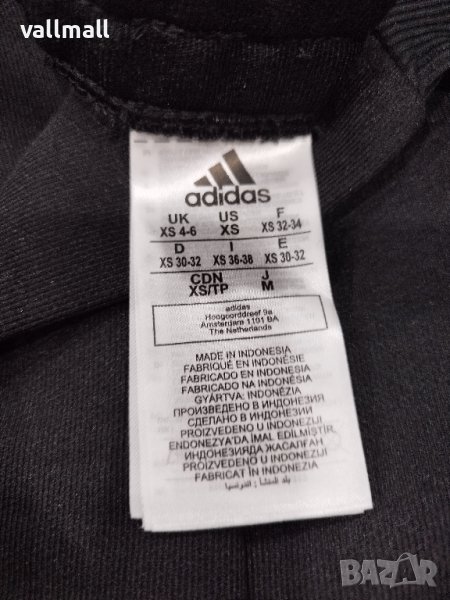 vallmall
adidas
UK US F
XS 4-6 XS XS 32-34
D I E
XS 30-32 XS 36-38 XS 30-32
CDN J
XS/TP M
adidas
Hoogoorddreef 9a
Amsterdam 1101 BA
The Netherlands
MADE IN INDONESIA
FABRIQUÉ EN INDONÉSIE
FABRICADO EN INDONESIA
FABRICADO NA INDONÉSIA
GYÁRTVA: INDONÉZIA
ПРОИЗВЕДЕНО В ИНДОНЕЗИЯ
СДЕЛАНО В ИНДОНЕЗИИ
PROIZVEDENO U INDONEZIJI
ENDONEZYA'DA İMAL EDİLMİŞTİR
ИНДОНЕЗИЯДА ЖАСАЛҒАН
PROIZVEDENO U INDONEZIJI
FABRICAT ÎN INDONEZIA
BAZAR.bg